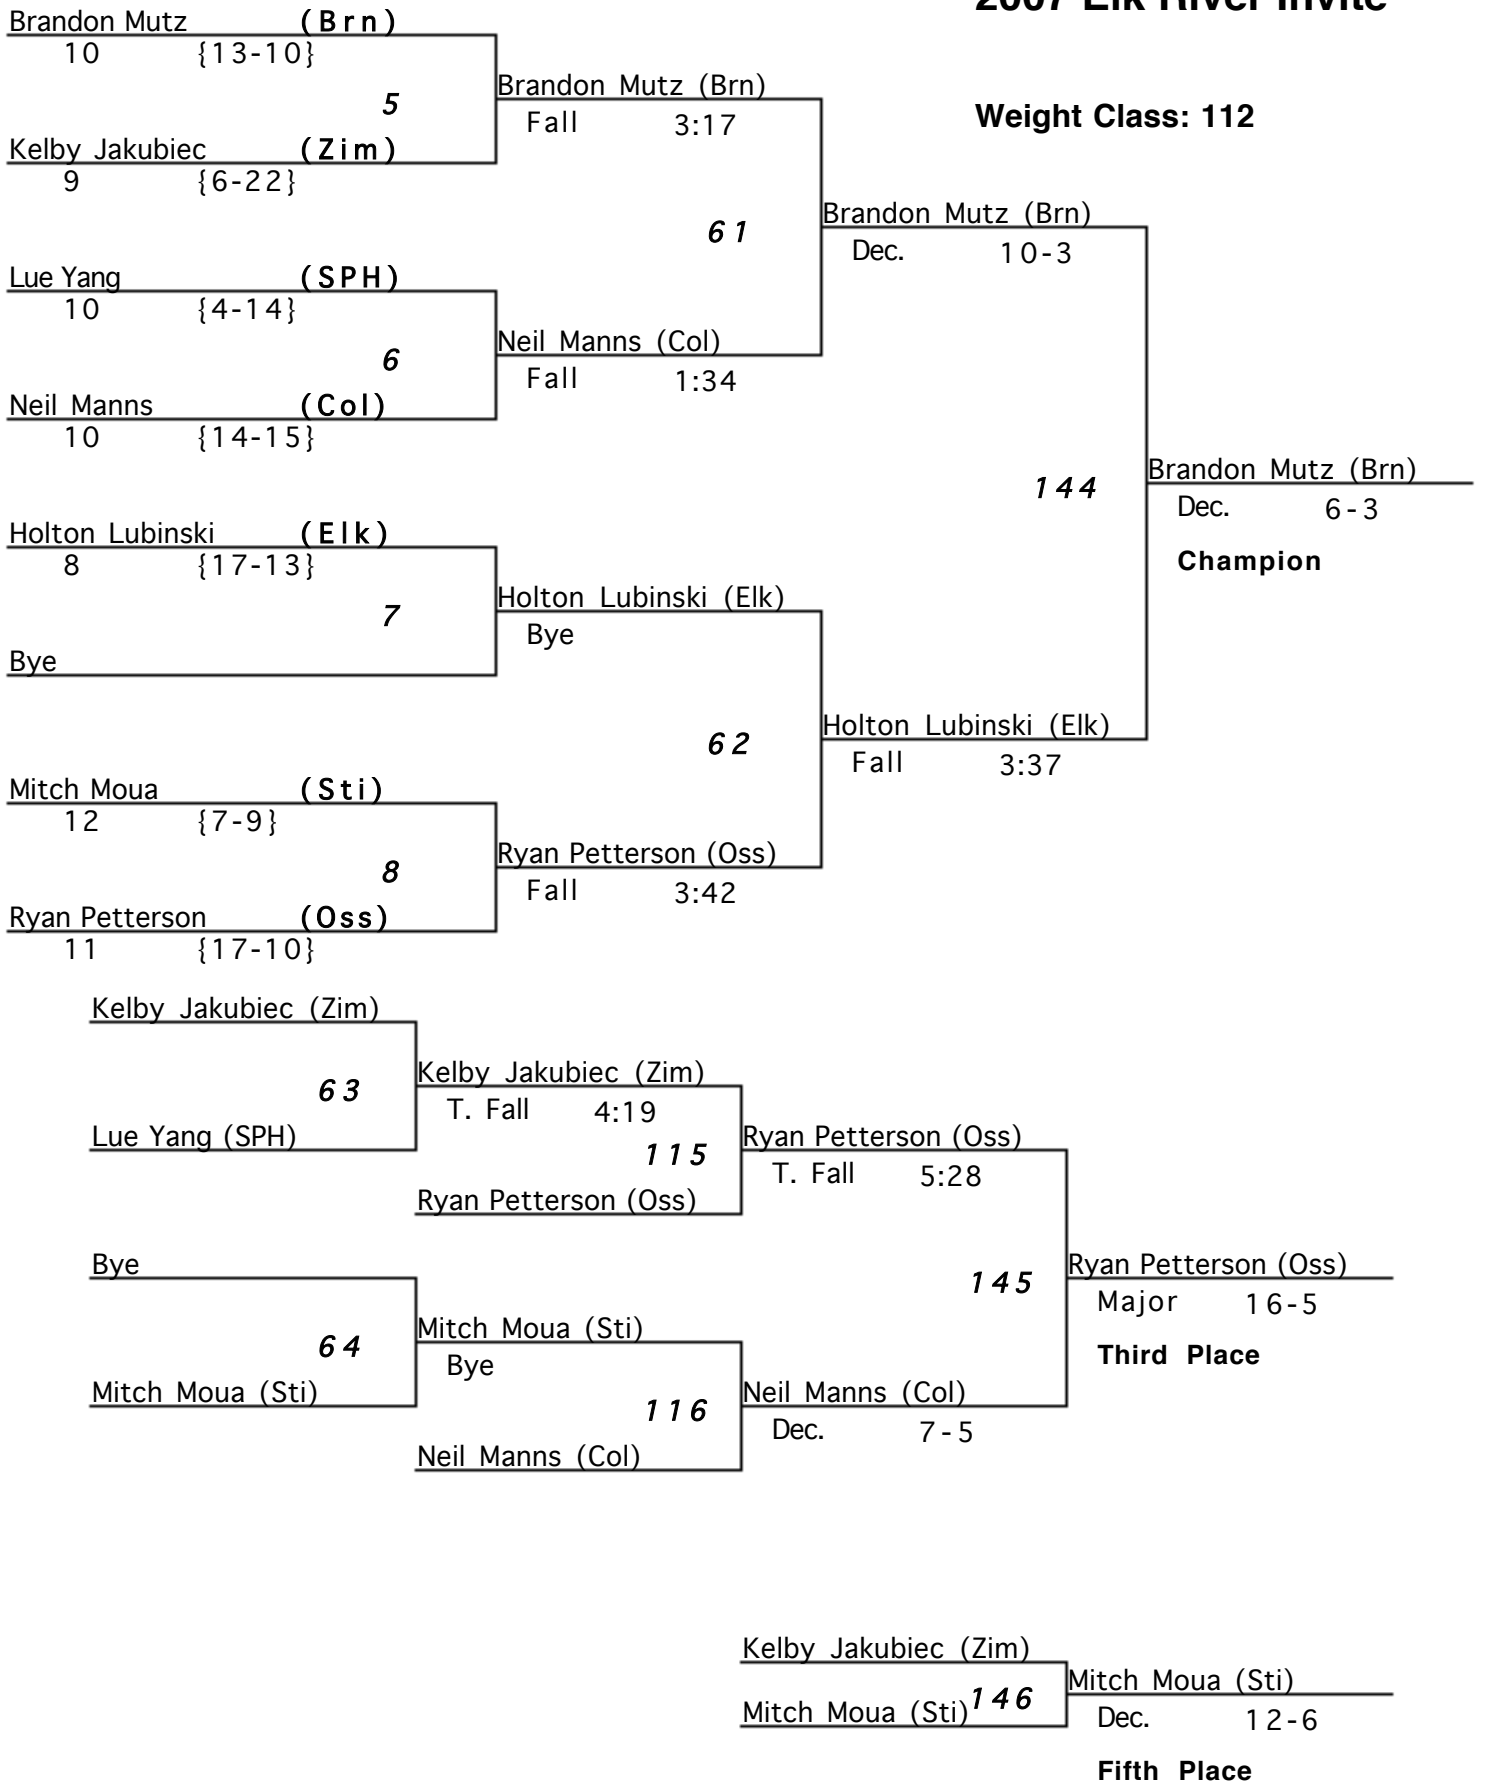 2007 Elk River Invite
Weight Class: 112
Brandon Mutz (Brn)
10 {13-10}
5
Kelby Jakubiec (Zim)
9 {6-22}
Brandon Mutz (Brn)
Fall 3:17
61
Lue Yang (SPH)
10 {4-14}
6
Neil Manns (Col)
10 {14-15}
Neil Manns (Col)
Fall 1:34
Brandon Mutz (Brn)
Dec. 10-3
144
Holton Lubinski (Elk)
8 {17-13}
7
Bye
Holton Lubinski (Elk)
Bye
62
Mitch Moua (Sti)
12 {7-9}
8
Ryan Petterson (Oss)
11 {17-10}
Ryan Petterson (Oss)
Fall 3:42
Holton Lubinski (Elk)
Fall 3:37
Brandon Mutz (Brn)
Dec. 6-3
Champion
Kelby Jakubiec (Zim)
63
Lue Yang (SPH)
Kelby Jakubiec (Zim)
T. Fall 4:19
115
Ryan Petterson (Oss)
Ryan Petterson (Oss)
T. Fall 5:28
Bye
64
Mitch Moua (Sti)
Mitch Moua (Sti)
Bye
116
Neil Manns (Col)
Neil Manns (Col)
Dec. 7-5
145
Ryan Petterson (Oss)
Major 16-5
Third Place
Kelby Jakubiec (Zim)
Mitch Moua (Sti) 146
Mitch Moua (Sti)
Dec. 12-6
Fifth Place